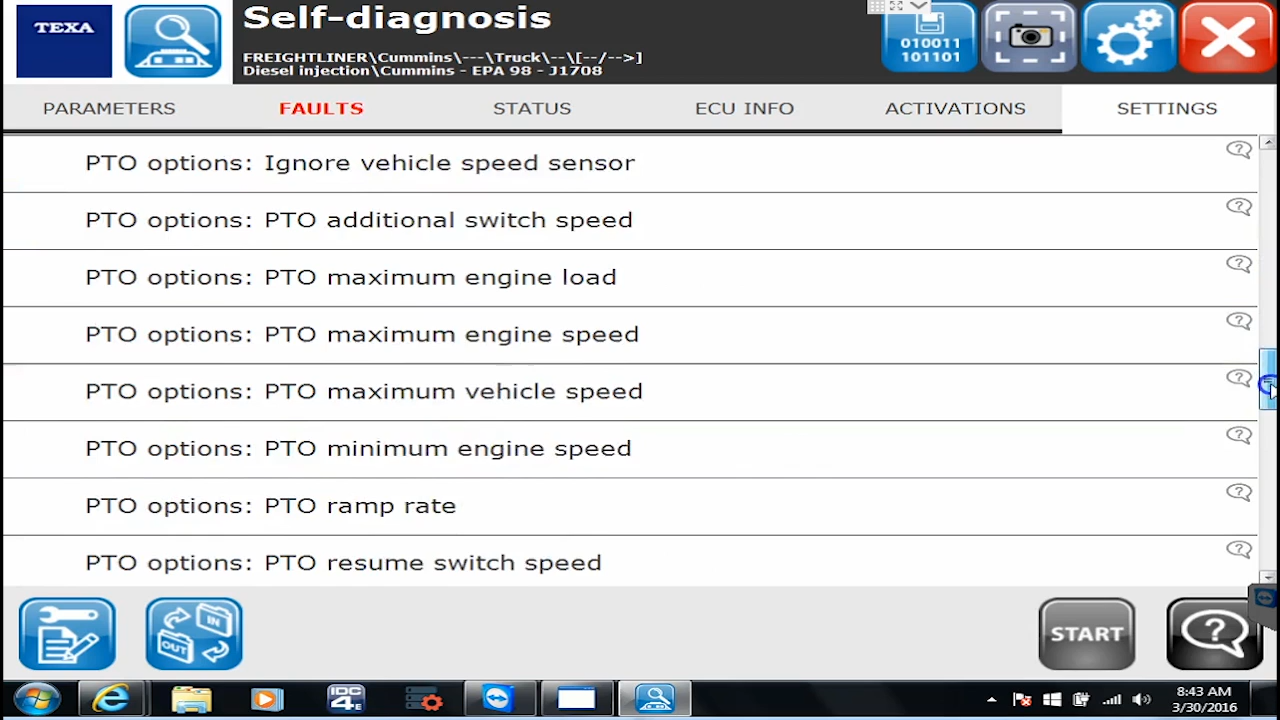 TEXA
Self-diagnosis
FREIGHTLINER\Cummins\---\Truck\--\[--/-->]
Diesel injection\Cummins - EPA 98 - J1708
010011
101101
PARAMETERS
FAULTS
STATUS
ECU INFO
ACTIVATIONS
SETTINGS
PTO options: Ignore vehicle speed sensor
PTO options: PTO additional switch speed
PTO options: PTO maximum engine load
PTO options: PTO maximum engine speed
PTO options: PTO maximum vehicle speed
PTO options: PTO minimum engine speed
PTO options: PTO ramp rate
PTO options: PTO resume switch speed
IN
OUT
START
IDC
4E
8:43 AM
3/30/2016